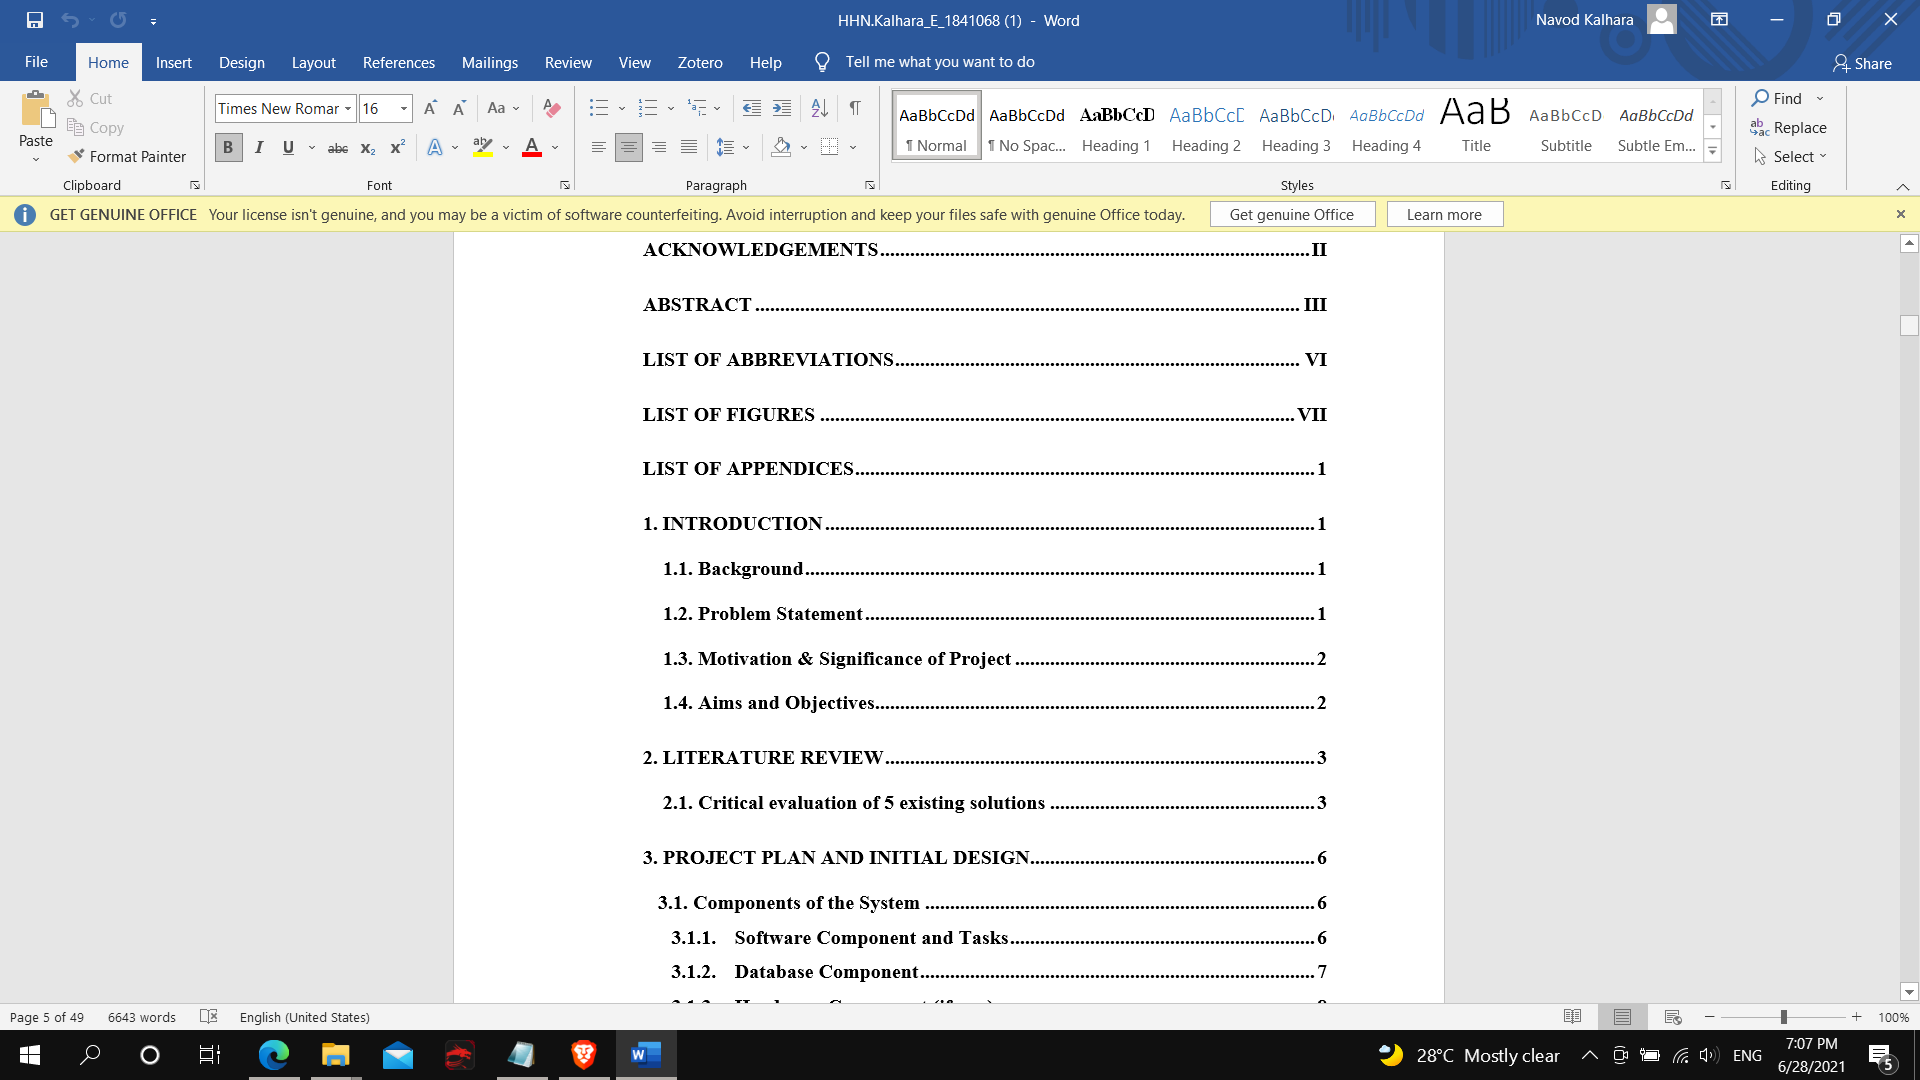 HHN.Kalhara_E_1841068 (1) - Word
Navod Kalhara
File Home Insert Design Layout References Mailings Review View Zotero Help Tell me what you want to do Share
Paste
Cut
Copy
Format Painter
Clipboard
Times New Romar 16
Aa
B I U abc x2 x2 A ab A
Font
Paragraph
AaBbCcDd AaBbCcDd AaBbCcD AaBbCcC AaBbCcD AaBbCcDd AaB AaBbCcD AaBbCcDd
¶ Normal ¶ No Spac... Heading 1 Heading 2 Heading 3 Heading 4 Title Subtitle Subtle Em...
Styles
Find
Replace
Select
Editing
GET GENUINE OFFICE Your license isn't genuine, and you may be a victim of software counterfeiting. Avoid interruption and keep your files safe with genuine Office today. Get genuine Office Learn more
ACKNOWLEDGEMENTS.....II
ABSTRACT.....III
LIST OF ABBREVIATIONS.....VI
LIST OF FIGURES.....VII
LIST OF APPENDICES.....1
1. INTRODUCTION.....1
1.1. Background.....1
1.2. Problem Statement.....1
1.3. Motivation & Significance of Project.....2
1.4. Aims and Objectives.....2
2. LITERATURE REVIEW.....3
2.1. Critical evaluation of 5 existing solutions.....3
3. PROJECT PLAN AND INITIAL DESIGN.....6
3.1. Components of the System.....6
3.1.1. Software Component and Tasks.....6
3.1.2. Database Component.....7
Page 5 of 49 6643 words English (United States) 100%
28°C Mostly clear ENG
7:07 PM
6/28/2021
5